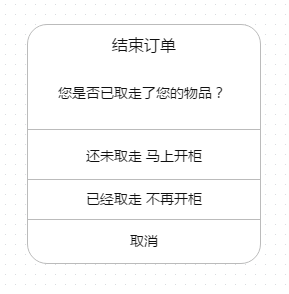 结束订单
您是否已取走了您的物品？
还未取走 马上开柜
已经取走 不再开柜
取消